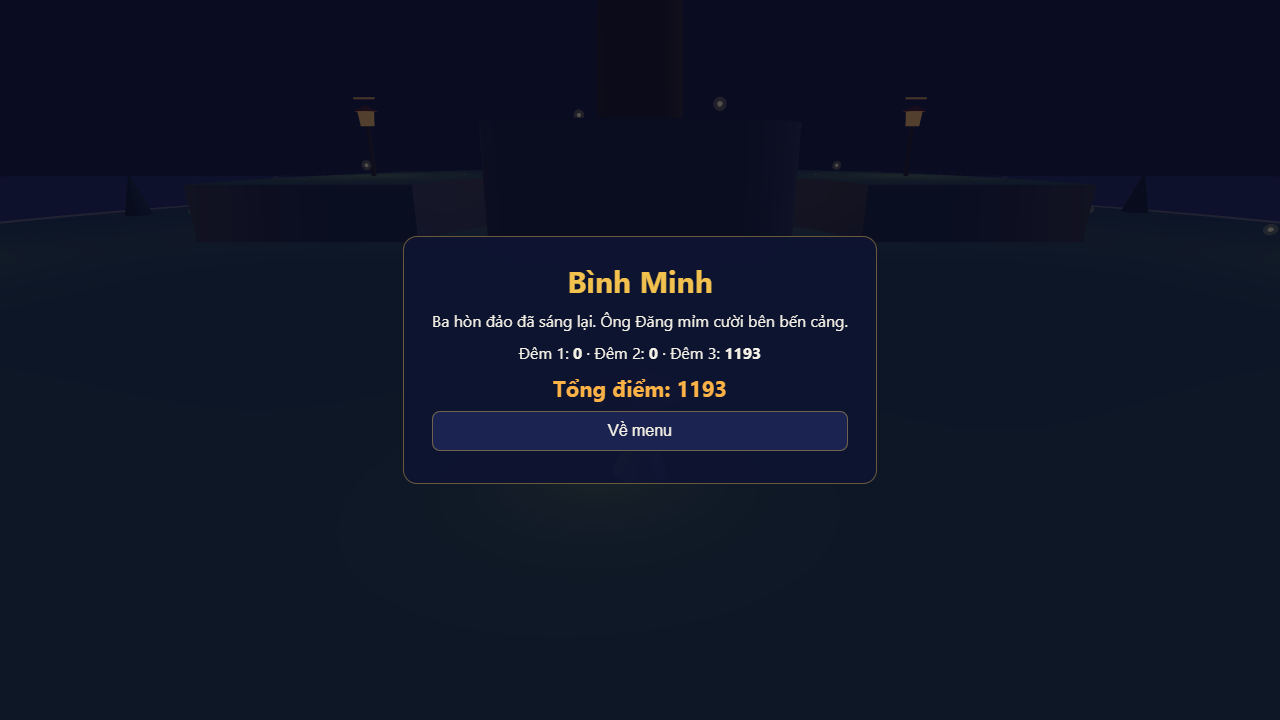 Bình Minh
Ba hòn đảo đã sáng lại. Ông Đăng mỉm cười bên bến cảng.
Đêm 1: 0 · Đêm 2: 0 · Đêm 3: 1193
Tổng điểm: 1193
Về menu